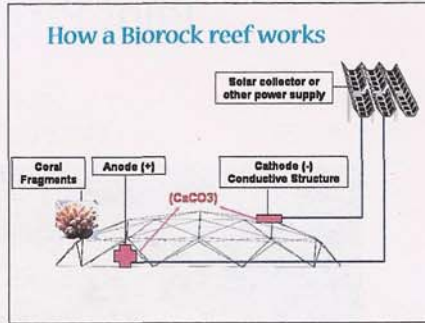 How a Biorock reef works
Solar collector or
other power supply
Coral
Fragments
Anode (+)
Cathode (-)
Conductive Structure
(CaCO3)